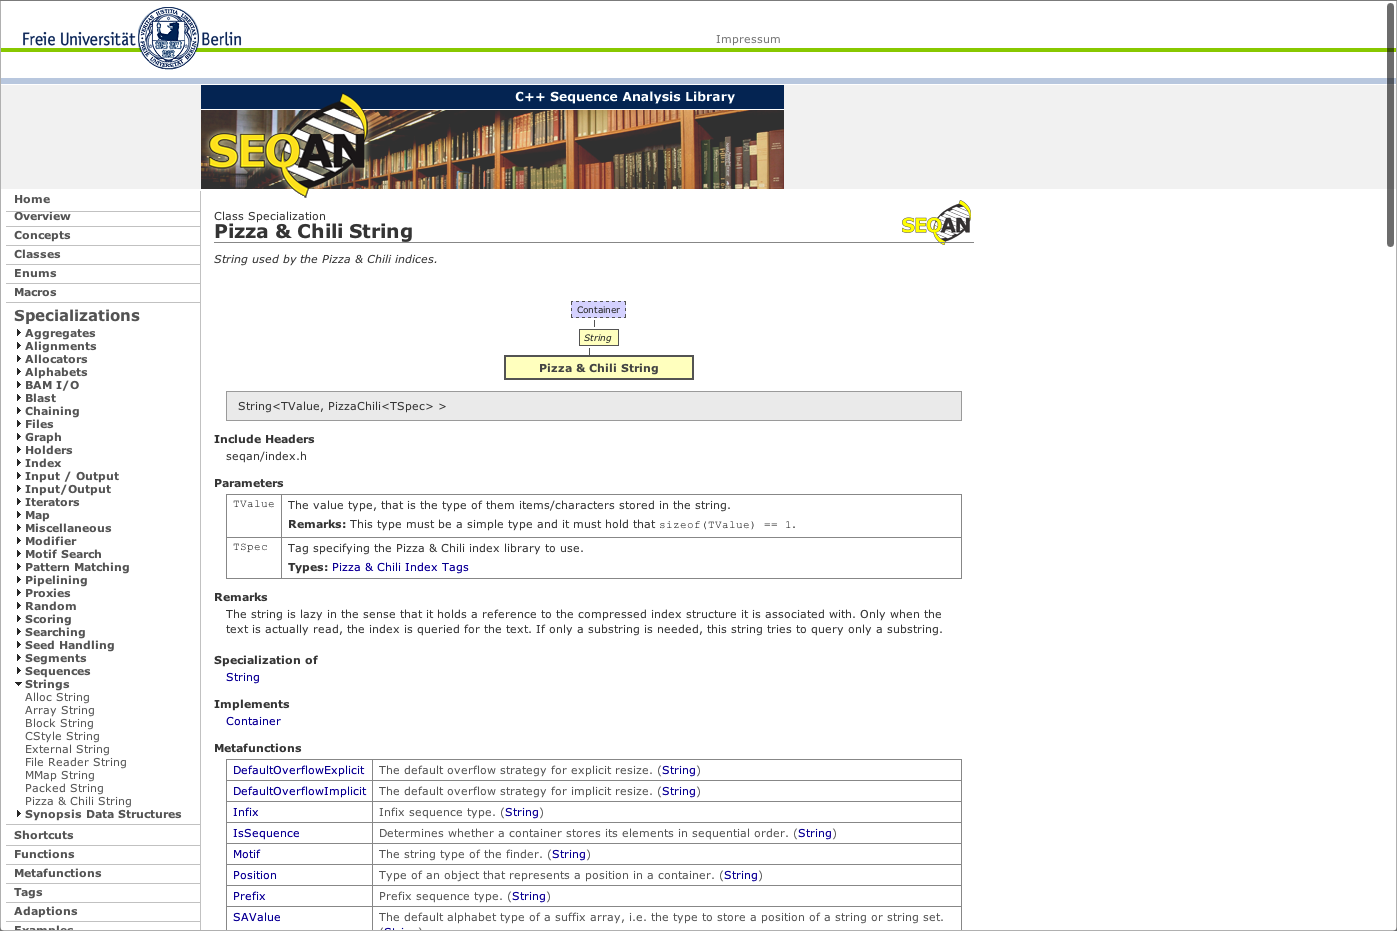 Freie Universität Berlin
Impressum
C++ Sequence Analysis Library
SEQAN
Home
Overview
Concepts
Classes
Enums
Macros
Specializations
Aggregates
Alignments
Allocators
Alphabets
BAM I/O
Blast
Chaining
Files
Graph
Holders
Index
Input / Output
Input/Output
Iterators
Map
Miscellaneous
Modifier
Motif Search
Pattern Matching
Pipelining
Proxies
Random
Scoring
Searching
Seed Handling
Segments
Sequences
Strings
Alloc String
Array String
Block String
CStyle String
External String
File Reader String
MMap String
Packed String
Pizza & Chili String
Synopsis Data Structures
Shortcuts
Functions
Metafunctions
Tags
Adaptions
Examples
Class Specialization
Pizza & Chili String
SEQAN
String used by the Pizza & Chili indices.
Container
String
Pizza & Chili String
String<TValue, PizzaChili<TSpec> >
Include Headers
seqan/index.h
Parameters
TValue The value type, that is the type of them items/characters stored in the string.
Remarks: This type must be a simple type and it must hold that sizeof(TValue) == 1.
TSpec Tag specifying the Pizza & Chili index library to use.
Types: Pizza & Chili Index Tags
Remarks
The string is lazy in the sense that it holds a reference to the compressed index structure it is associated with. Only when the
text is actually read, the index is queried for the text. If only a substring is needed, this string tries to query only a substring.
Specialization of
String
Implements
Container
Metafunctions
DefaultOverflowExplicit The default overflow strategy for explicit resize. (String)
DefaultOverflowImplicit The default overflow strategy for implicit resize. (String)
Infix Infix sequence type. (String)
IsSequence Determines whether a container stores its elements in sequential order. (String)
Motif The string type of the finder. (String)
Position Type of an object that represents a position in a container. (String)
Prefix Prefix sequence type. (String)
SAValue The default alphabet type of a suffix array, i.e. the type to store a position of a string or string set.
(String)